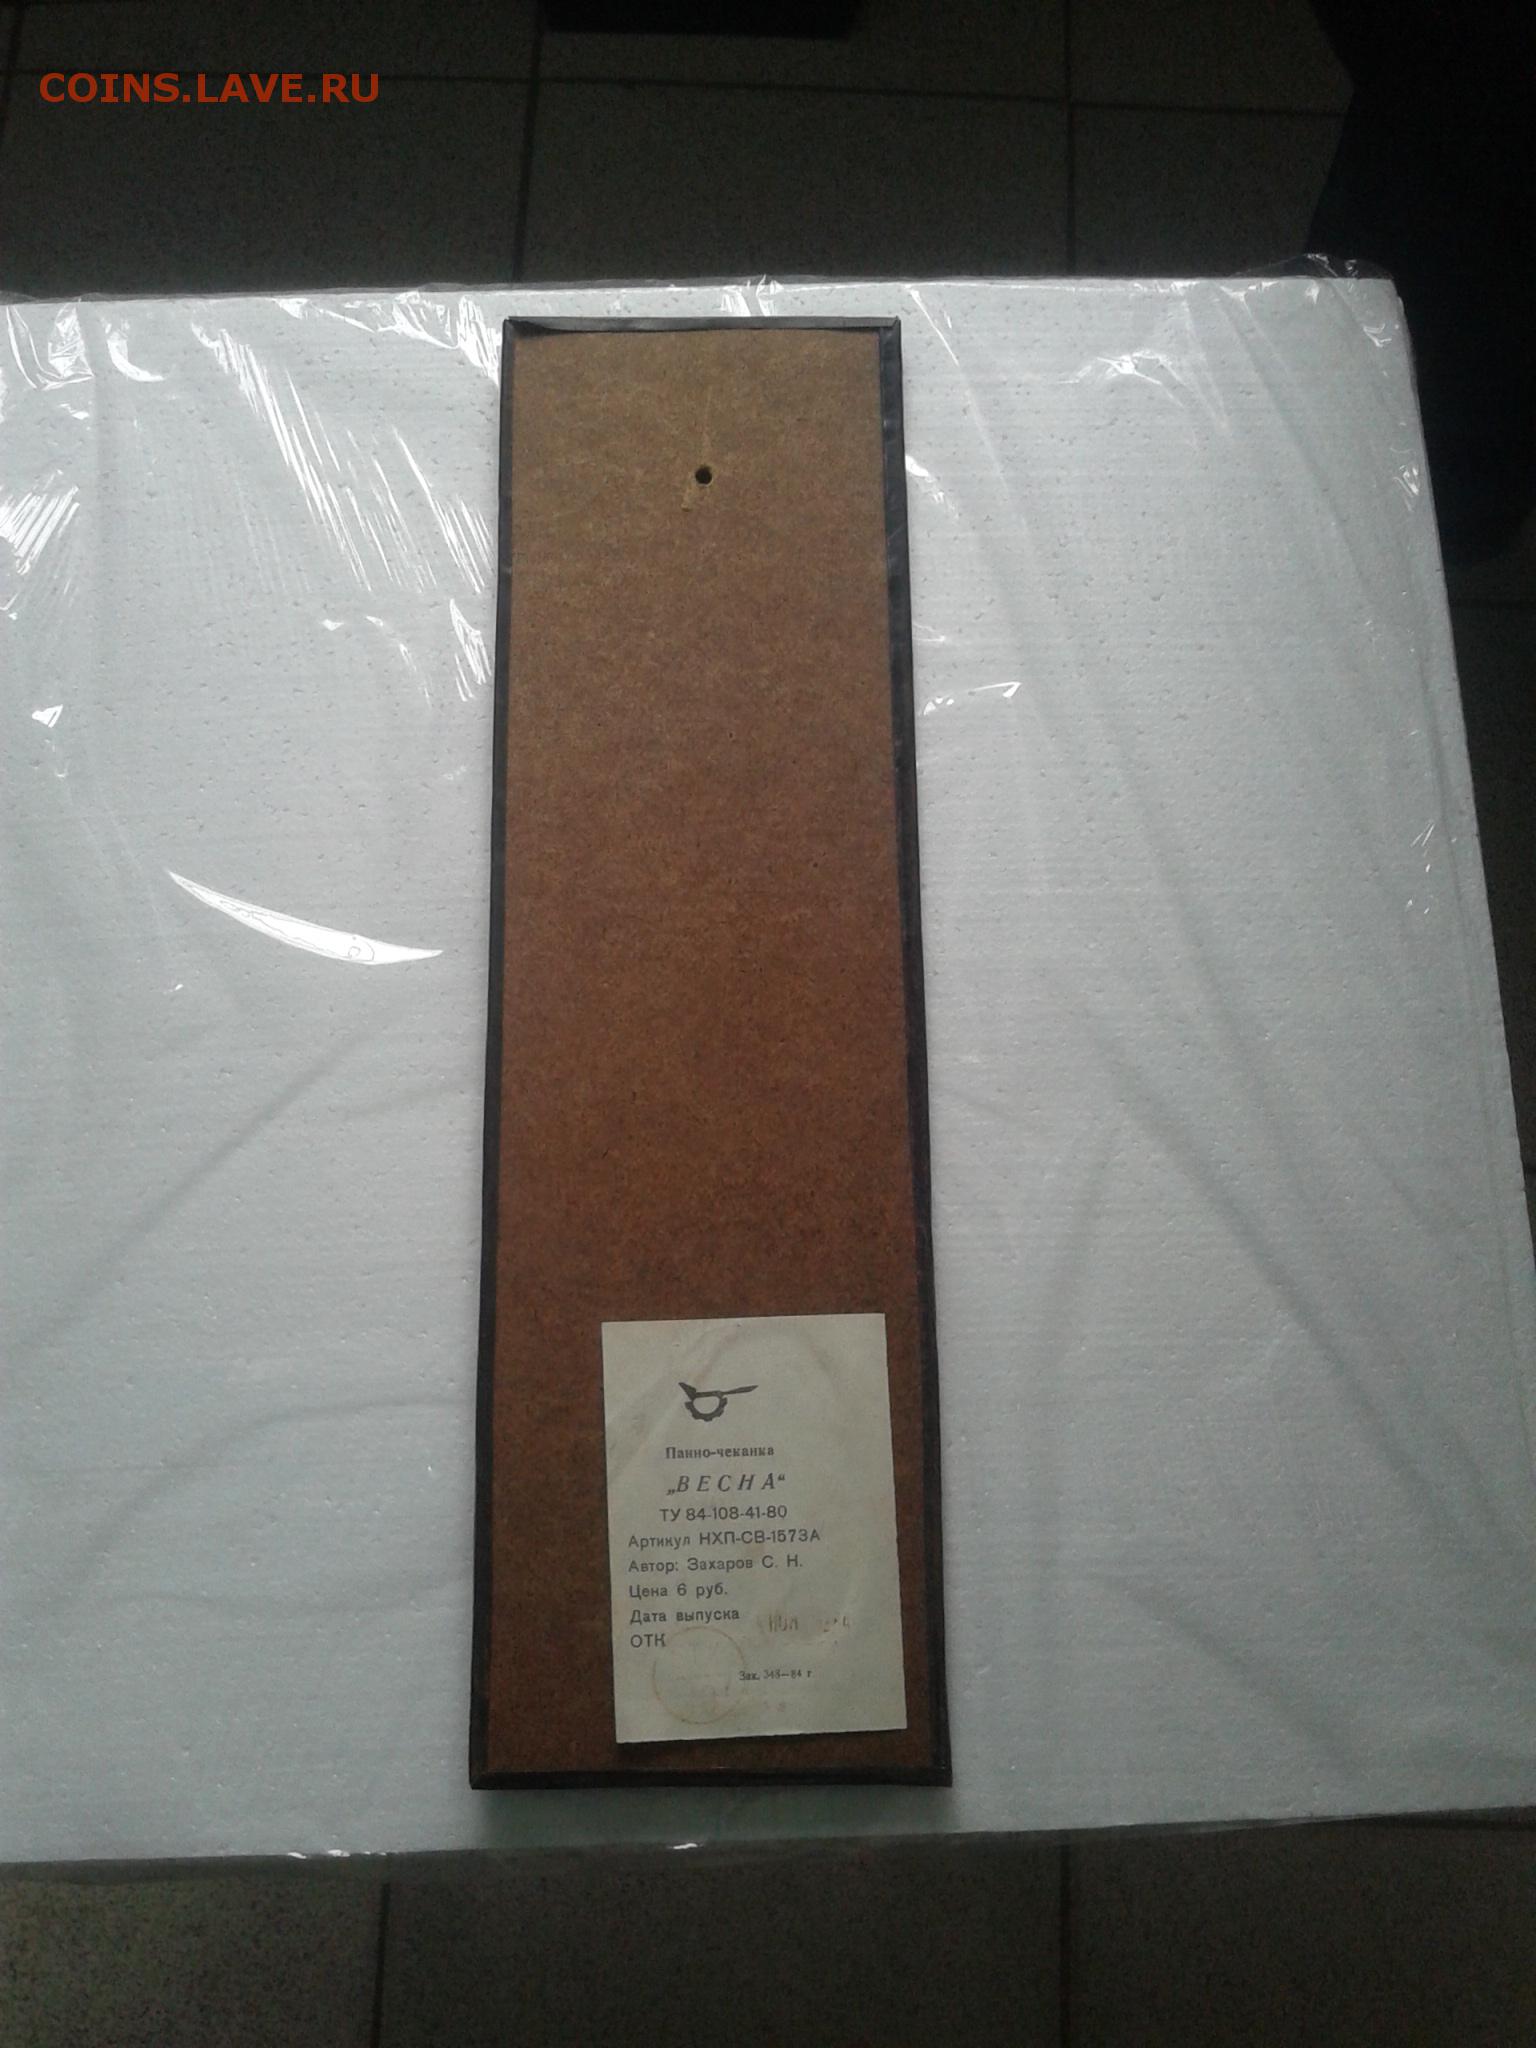 COINS.LAVE.RU
Панно-чеканка
„ВЕСНА“
ТУ 84-108-41-80
Артикул НХП-СВ-1573А
Автор: Захаров С. Н.
Цена 6 руб.
Дата выпуска
ОТК
Зак. 348—84 г